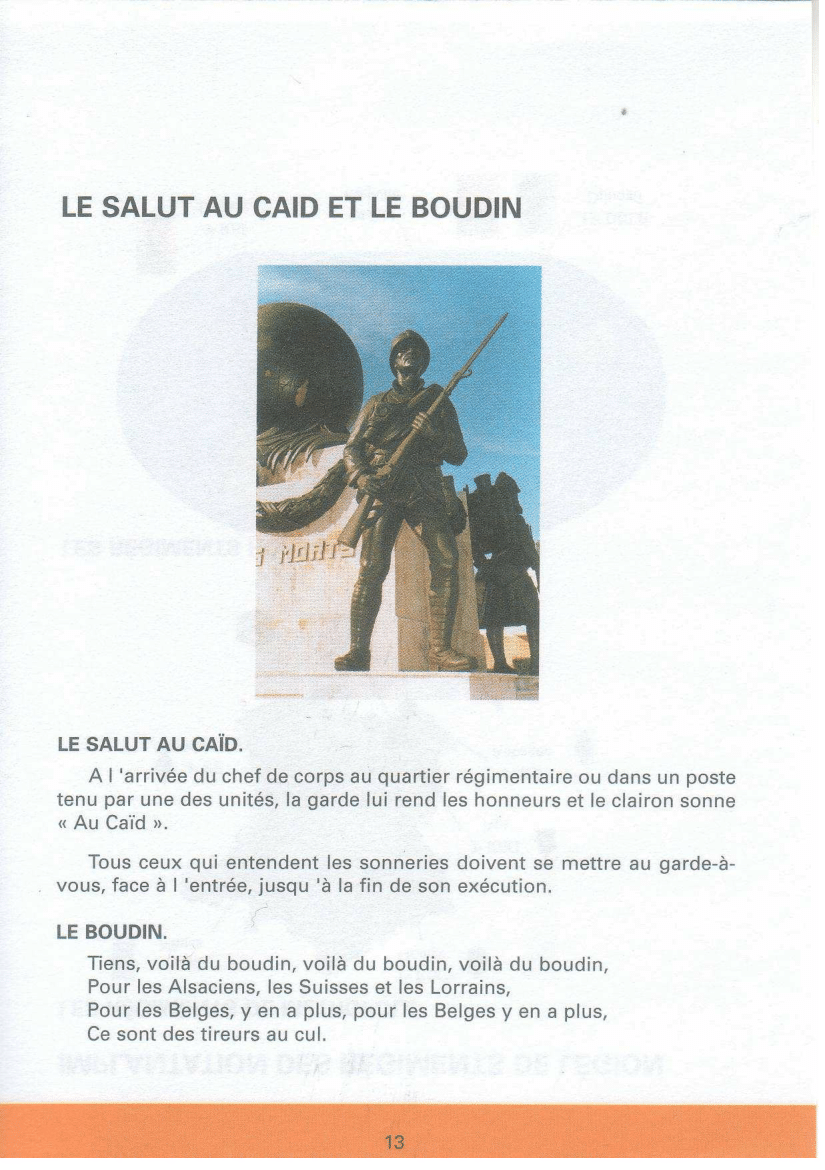 LE SALUT AU CAID ET LE BOUDIN
S MORTS
LE SALUT AU CAÏD.
A l 'arrivée du chef de corps au quartier régimentaire ou dans un poste
tenu par une des unités, la garde lui rend les honneurs et le clairon sonne
« Au Caïd ».
Tous ceux qui entendent les sonneries doivent se mettre au garde-à-
vous, face à l 'entrée, jusqu 'à la fin de son exécution.
LE BOUDIN.
Tiens, voilà du boudin, voilà du boudin, voilà du boudin,
Pour les Alsaciens, les Suisses et les Lorrains,
Pour les Belges, y en a plus, pour les Belges y en a plus,
Ce sont des tireurs au cul.
13